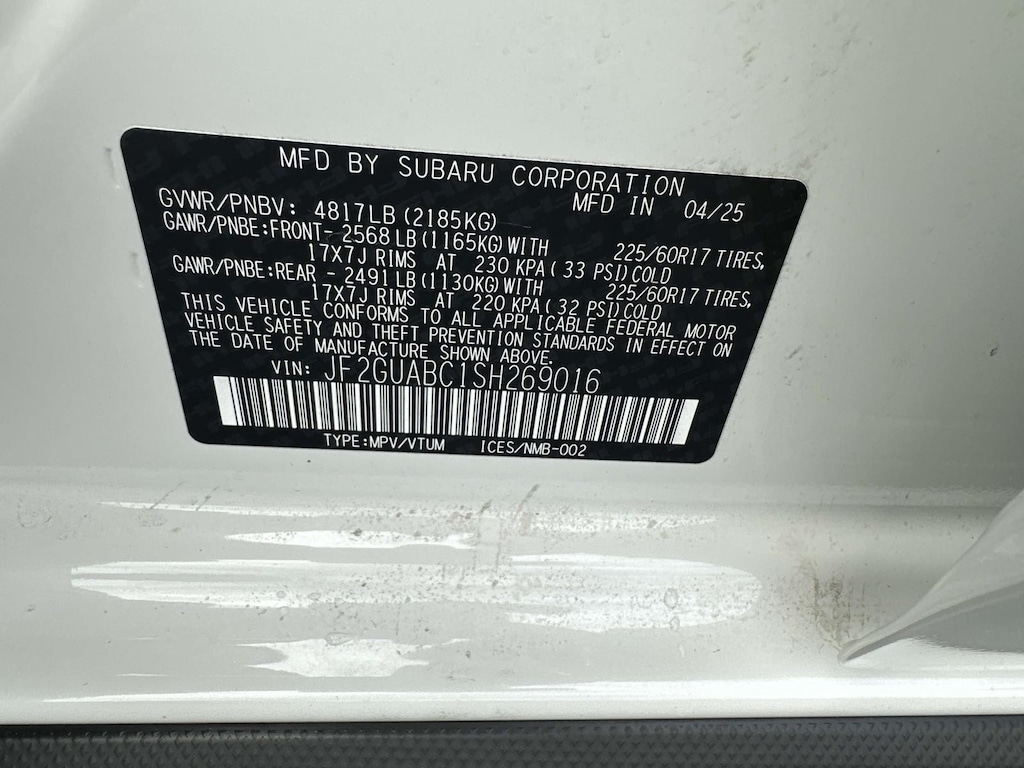 MFD BY SUBARU CORPORATION
MFD IN 04/25
GVWR/PNBV: 4817LB (2185KG)
GAWR/PNBE:FRONT- 2568 LB (1165KG) WITH 225/60R17 TIRES,
17X7J RIMS AT 230 KPA ( 33 PSI) COLD
GAWR/PNBE:REAR - 2491 LB (1130KG) WITH 225/60R17 TIRES,
17X7J RIMS AT 220 KPA ( 32 PSI) COLD
THIS VEHICLE CONFORMS TO ALL APPLICABLE FEDERAL MOTOR
VEHICLE SAFETY AND THEFT PREVENTION STANDARDS IN EFFECT ON
THE DATE OF MANUFACTURE SHOWN ABOVE.
VIN: JF2GUABC1SH269016
TYPE:MPV/VTUM ICES/NMB-002